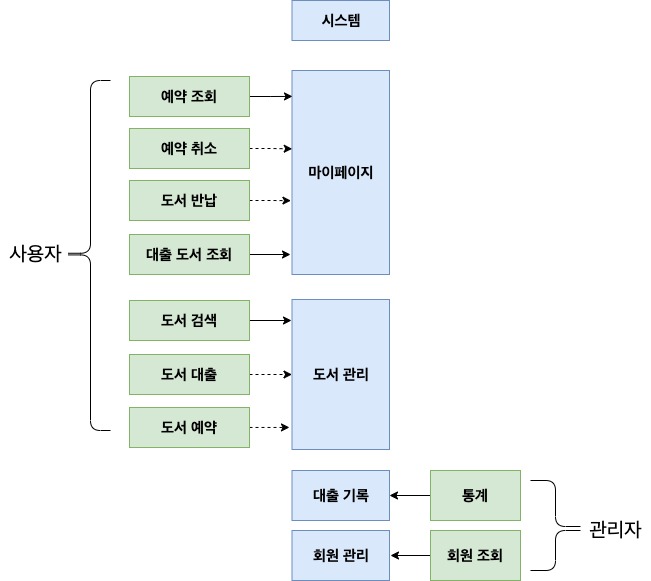 시스템
예약 조회
예약 취소
도서 반납
대출 도서 조회
마이페이지
사용자
도서 검색
도서 대출
도서 예약
도서 관리
대출 기록
통계
회원 관리
회원 조회
관리자